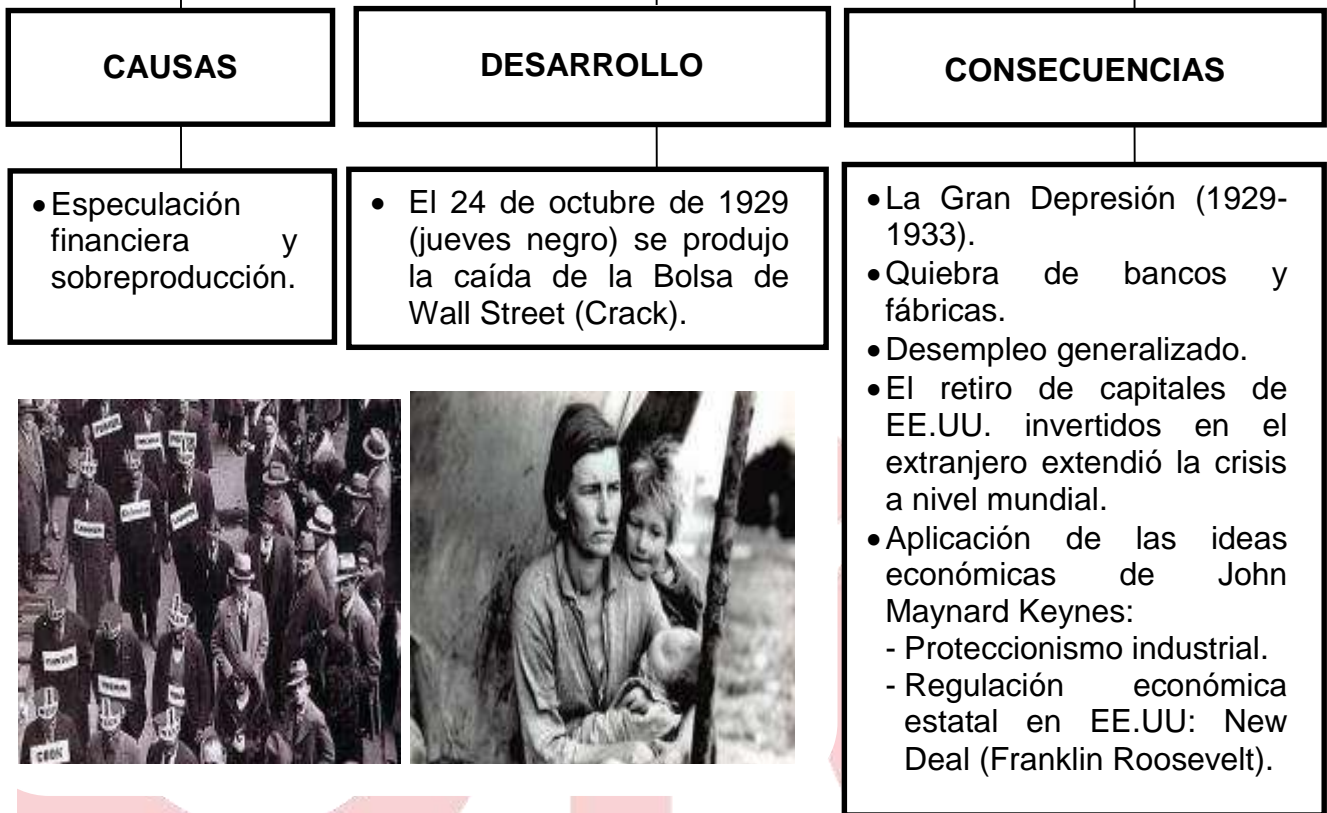 CAUSAS
DESARROLLO
CONSECUENCIAS
•Especulación
financiera y
sobreproducción.
• El 24 de octubre de 1929
(jueves negro) se produjo
la caída de la Bolsa de
Wall Street (Crack).
•La Gran Depresión (1929-
1933).
•Quiebra de bancos y
fábricas.
•Desempleo generalizado.
•El retiro de capitales de
EE.UU. invertidos en el
extranjero extendió la crisis
a nivel mundial.
•Aplicación de las ideas
económicas de John
Maynard Keynes:
- Proteccionismo industrial.
- Regulación económica
estatal en EE.UU: New
Deal (Franklin Roosevelt).